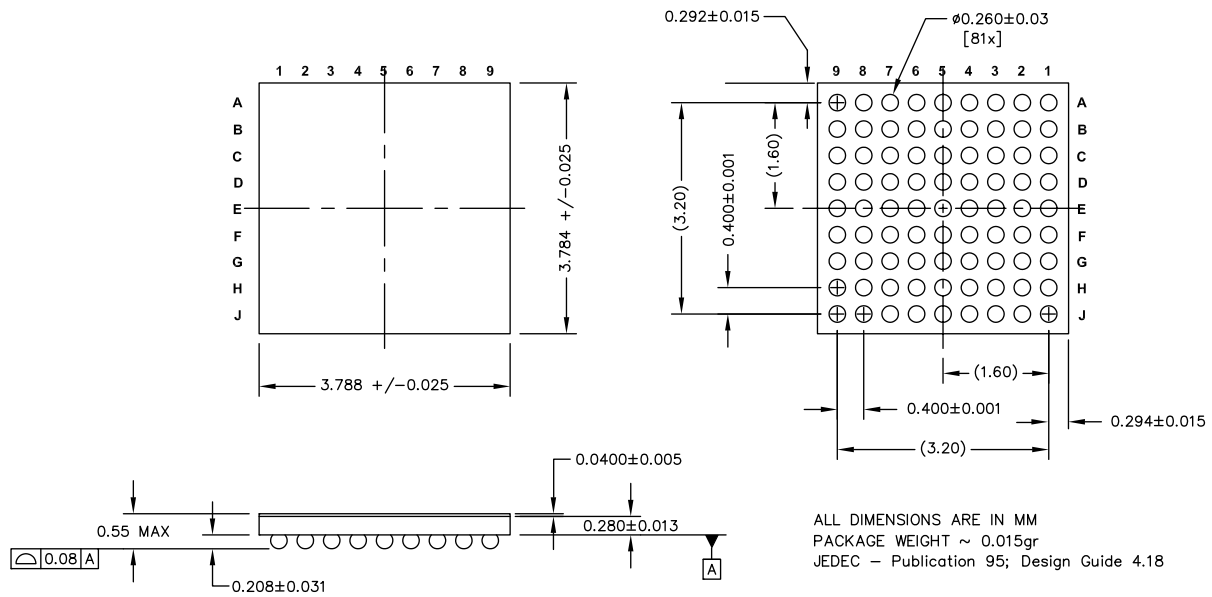 0.292±0.015
ø0.260±0.03
[81x]
1 2 3 4 5 6 7 8 9
9 8 7 6 5 4 3 2 1
A
B
C
D
E
F
G
H
J
3.784 +/-0.025
3.788 +/-0.025
(3.20)
(1.60)
0.400±0.001
A
B
C
D
E
F
G
H
J
(1.60)
0.400±0.001
0.294±0.015
(3.20)
0.0400±0.005
0.55 MAX
0.280±0.013
⌓ 0.08 A
A
0.208±0.031
ALL DIMENSIONS ARE IN MM
PACKAGE WEIGHT ~ 0.015gr
JEDEC – Publication 95; Design Guide 4.18